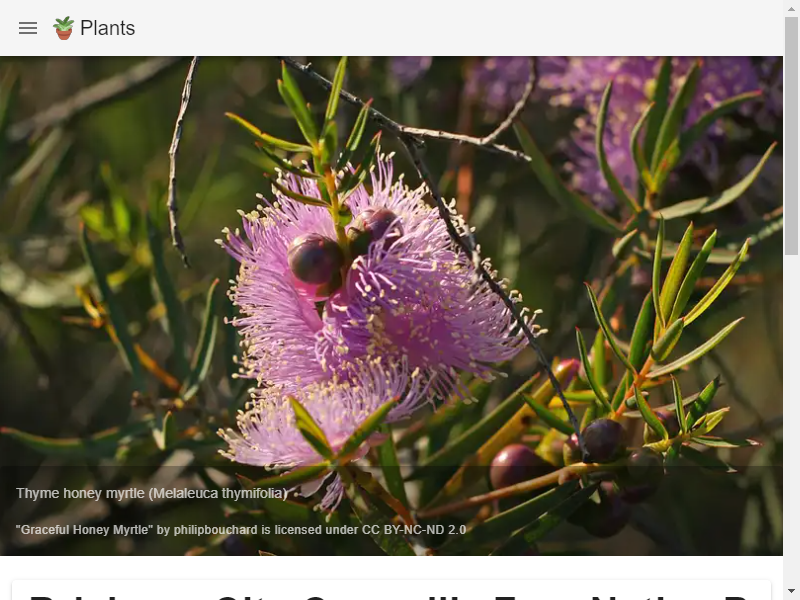 Plants
Thyme honey myrtle (Melaleuca thymifolia)
"Graceful Honey Myrtle" by philipbouchard is licensed under CC BY-NC-ND 2.0